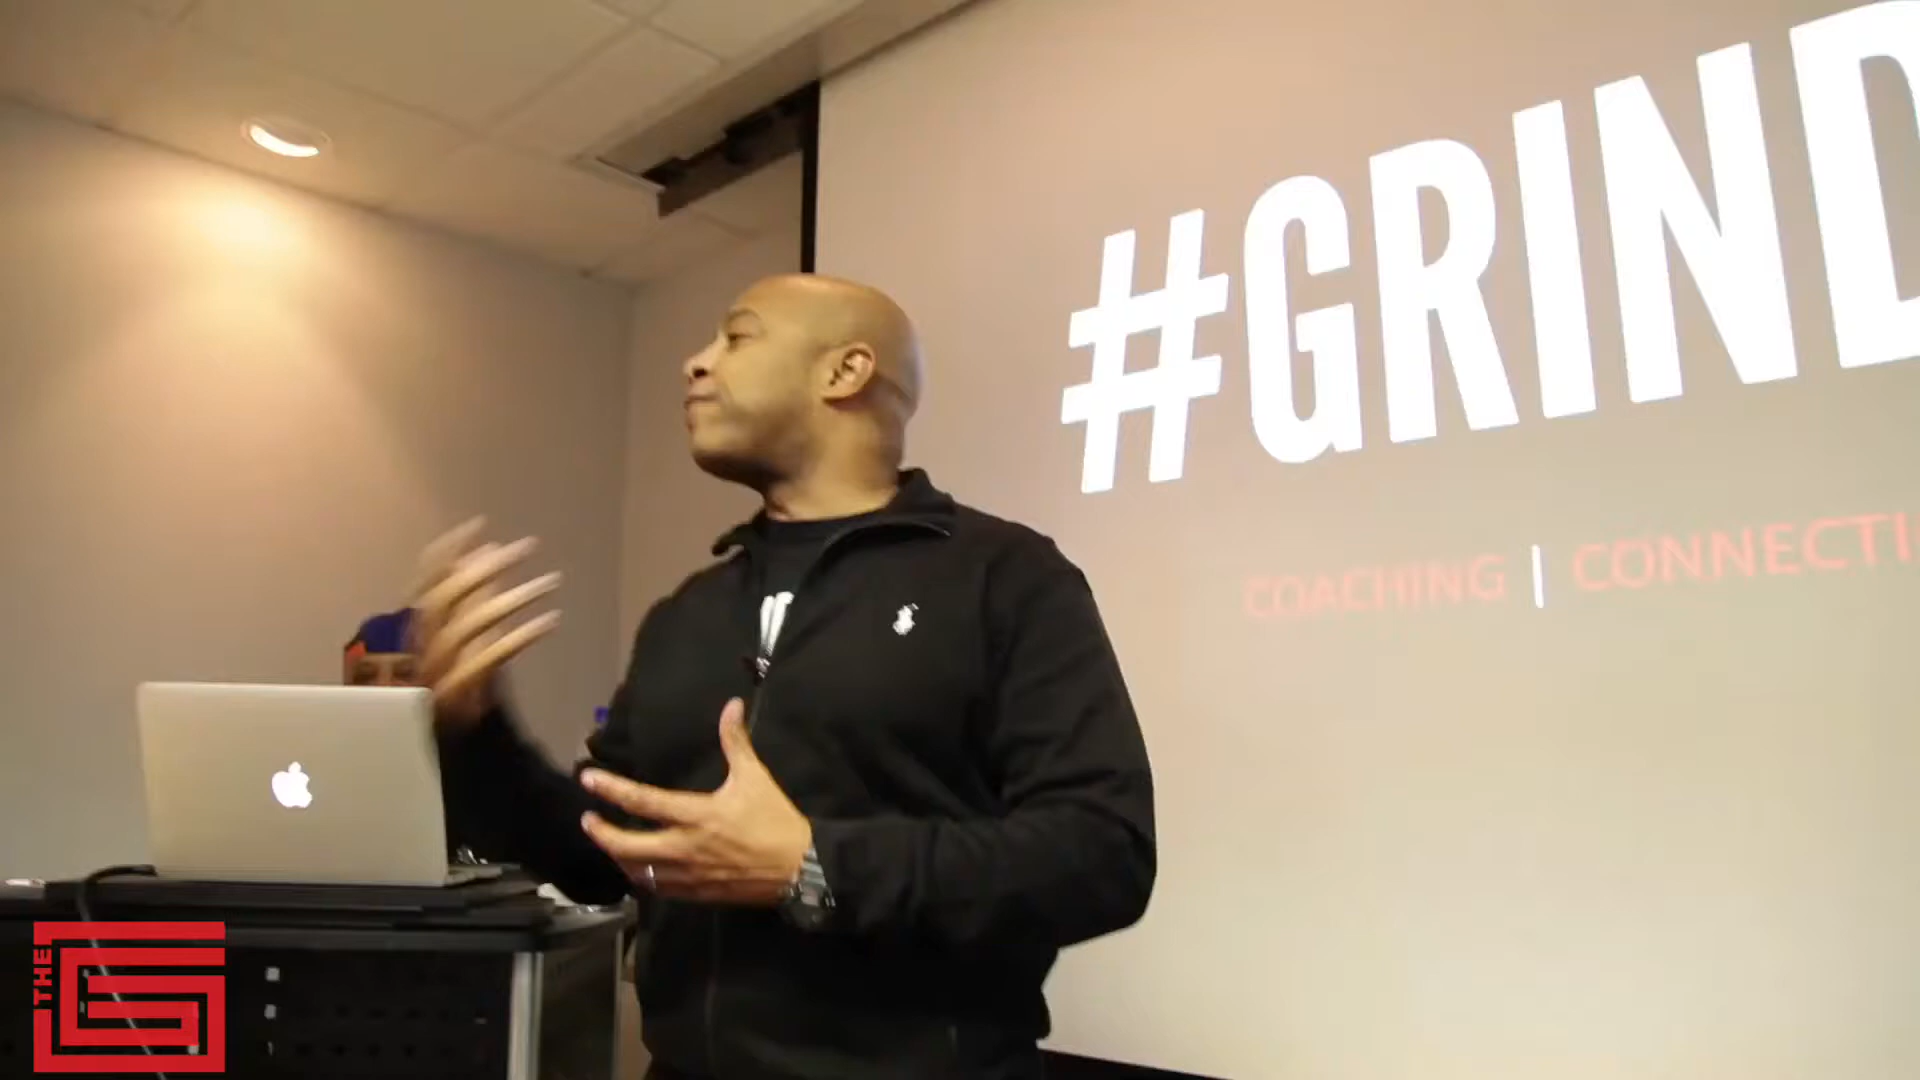 #GRIND
COACHING | CONNECTI
THE